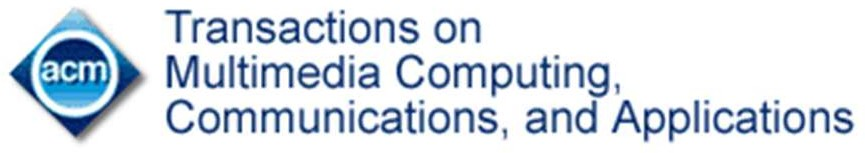 acm
Transactions on
Multimedia Computing,
Communications, and Applications